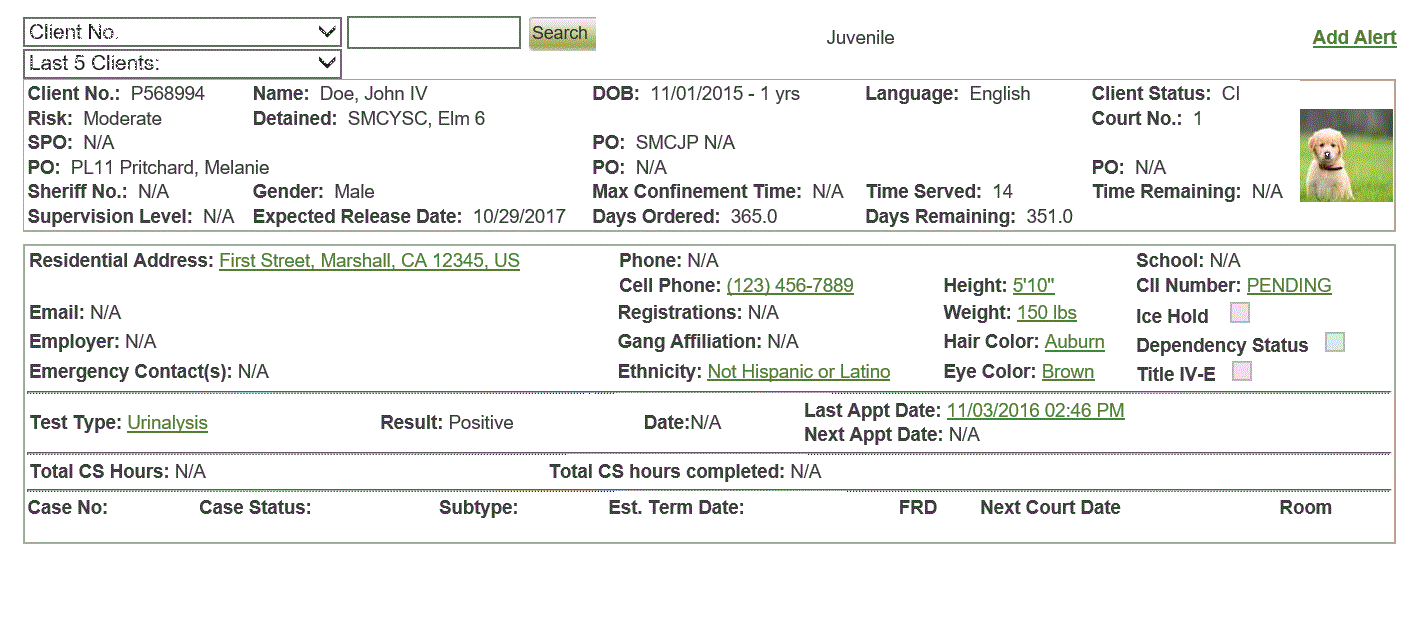 Client No. Search Juvenile Add Alert
Last 5 Clients:
Client No.: P568994 Name: Doe, John IV DOB: 11/01/2015 - 1 yrs Language: English Client Status: CI
Risk: Moderate Detained: SMCYSC, Elm 6 Court No.: 1
SPO: N/A PO: SMCJP N/A
PO: PL11 Pritchard, Melanie PO: N/A PO: N/A
Sheriff No.: N/A Gender: Male Max Confinement Time: N/A Time Served: 14 Time Remaining: N/A
Supervision Level: N/A Expected Release Date: 10/29/2017 Days Ordered: 365.0 Days Remaining: 351.0
Residential Address: First Street, Marshall, CA 12345, US Phone: N/A School: N/A
Cell Phone: (123) 456-7889 Height: 5'10" CII Number: PENDING
Email: N/A Registrations: N/A Weight: 150 lbs Ice Hold
Employer: N/A Gang Affiliation: N/A Hair Color: Auburn Dependency Status
Emergency Contact(s): N/A Ethnicity: Not Hispanic or Latino Eye Color: Brown Title IV-E
Test Type: Urinalysis Result: Positive Date:N/A Last Appt Date: 11/03/2016 02:46 PM
Next Appt Date: N/A
Total CS Hours: N/A Total CS hours completed: N/A
Case No: Case Status: Subtype: Est. Term Date: FRD Next Court Date Room